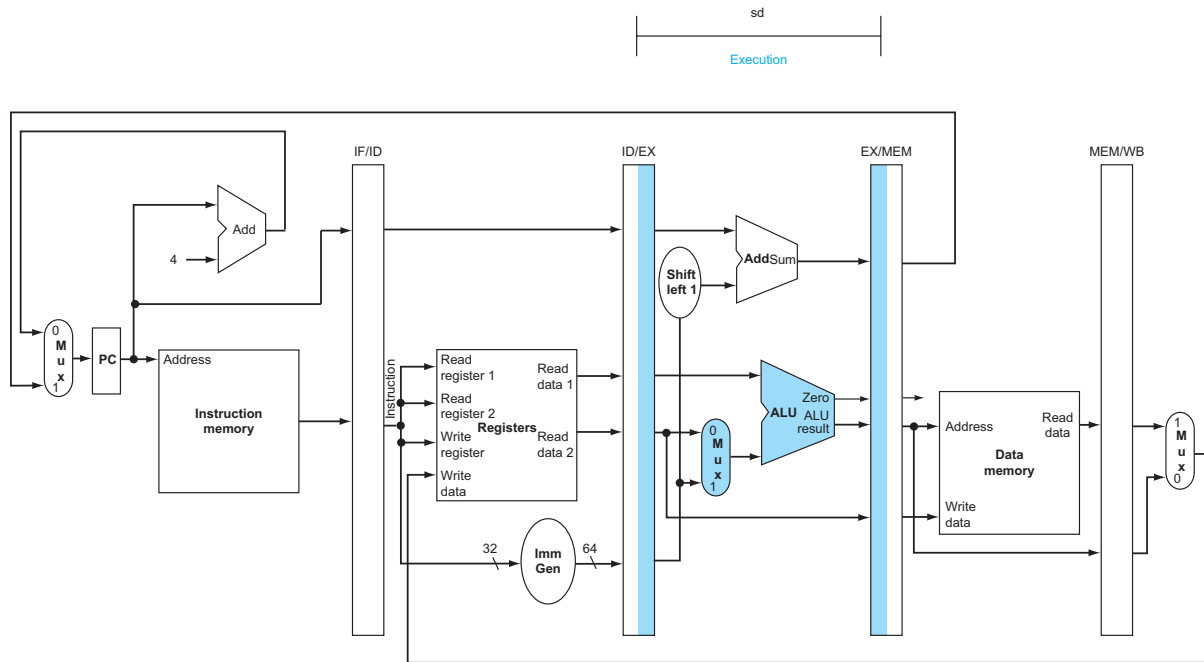 sd
Execution
IF/ID
ID/EX
EX/MEM
MEM/WB
Add
4
Add Sum
Shift
left 1
0
M
u
x
1
PC
Address
Instruction
memory
Instruction
Read
register 1
Read
register 2
Write
register
Write
data
Registers
Read
data 1
Read
data 2
0
M
u
x
1
ALU
Zero
ALU
result
Address
Read
data
Data
memory
Write
data
1
M
u
x
0
32
Imm
Gen
64